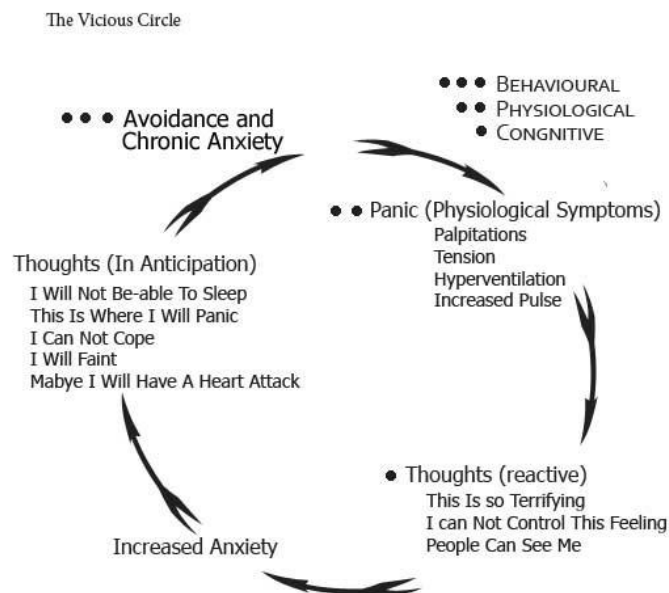 The Vicious Circle
••• BEHAVIOURAL
•• PHYSIOLOGICAL
• CONGNITIVE
••• Avoidance and
Chronic Anxiety
•• Panic (Physiological Symptoms)
Palpitations
Tension
Hyperventilation
Increased Pulse
• Thoughts (reactive)
This Is so Terrifying
I can Not Control This Feeling
People Can See Me
Increased Anxiety
Thoughts (In Anticipation)
I Will Not Be-able To Sleep
This Is Where I Will Panic
I Can Not Cope
I Will Faint
Mabye I Will Have A Heart Attack